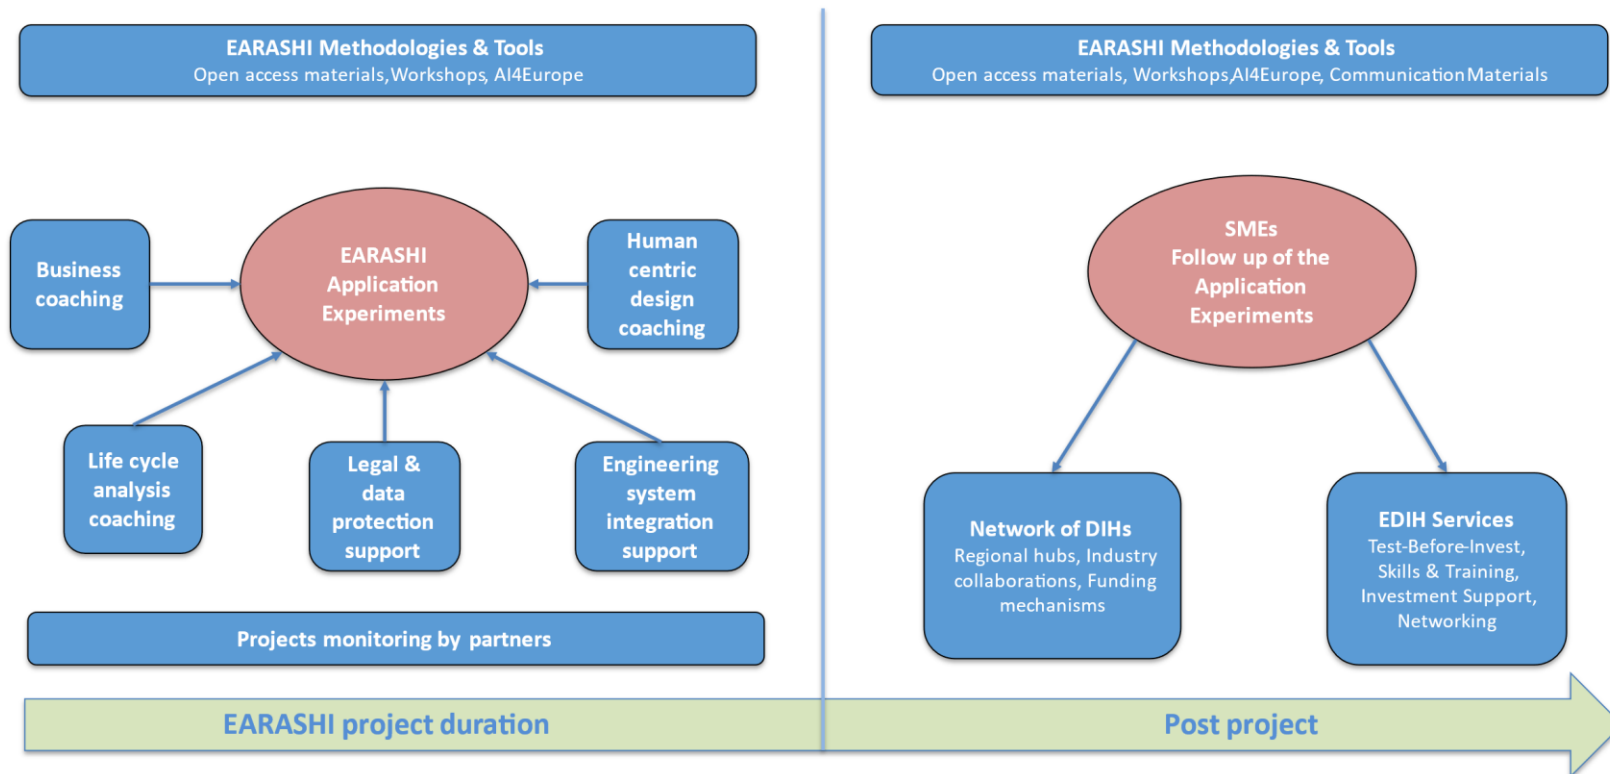 EARASHI Methodologies & Tools
Open access materials, Workshops, AI4Europe
EARASHI Methodologies & Tools
Open access materials, Workshops,AI4Europe, Communication Materials
Business
coaching
EARASHI
Application
Experiments
Human
centric
design
coaching
Life cycle
analysis
coaching
Legal &
data
protection
support
Engineering
system
integration
support
Projects monitoring by partners
SMEs
Follow up of the
Application
Experiments
Network of DIHs
Regional hubs, Industry
collaborations, Funding
mechanisms
EDIH Services
Test-Before-Invest,
Skills & Training,
Investment Support,
Networking
EARASHI project duration
Post project